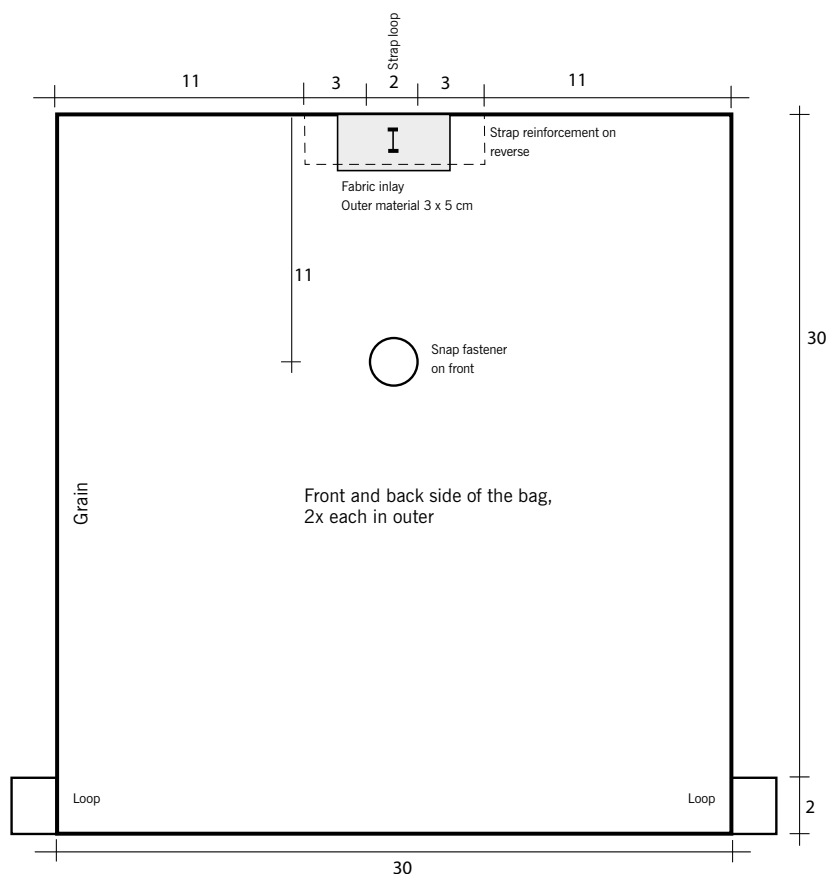 Strap loop
11 3 2 3 11
Strap reinforcement on
reverse
Fabric inlay
Outer material 3 x 5 cm
11
30
Snap fastener
on front
Grain
Front and back side of the bag,
2x each in outer
Loop
Loop
2
30